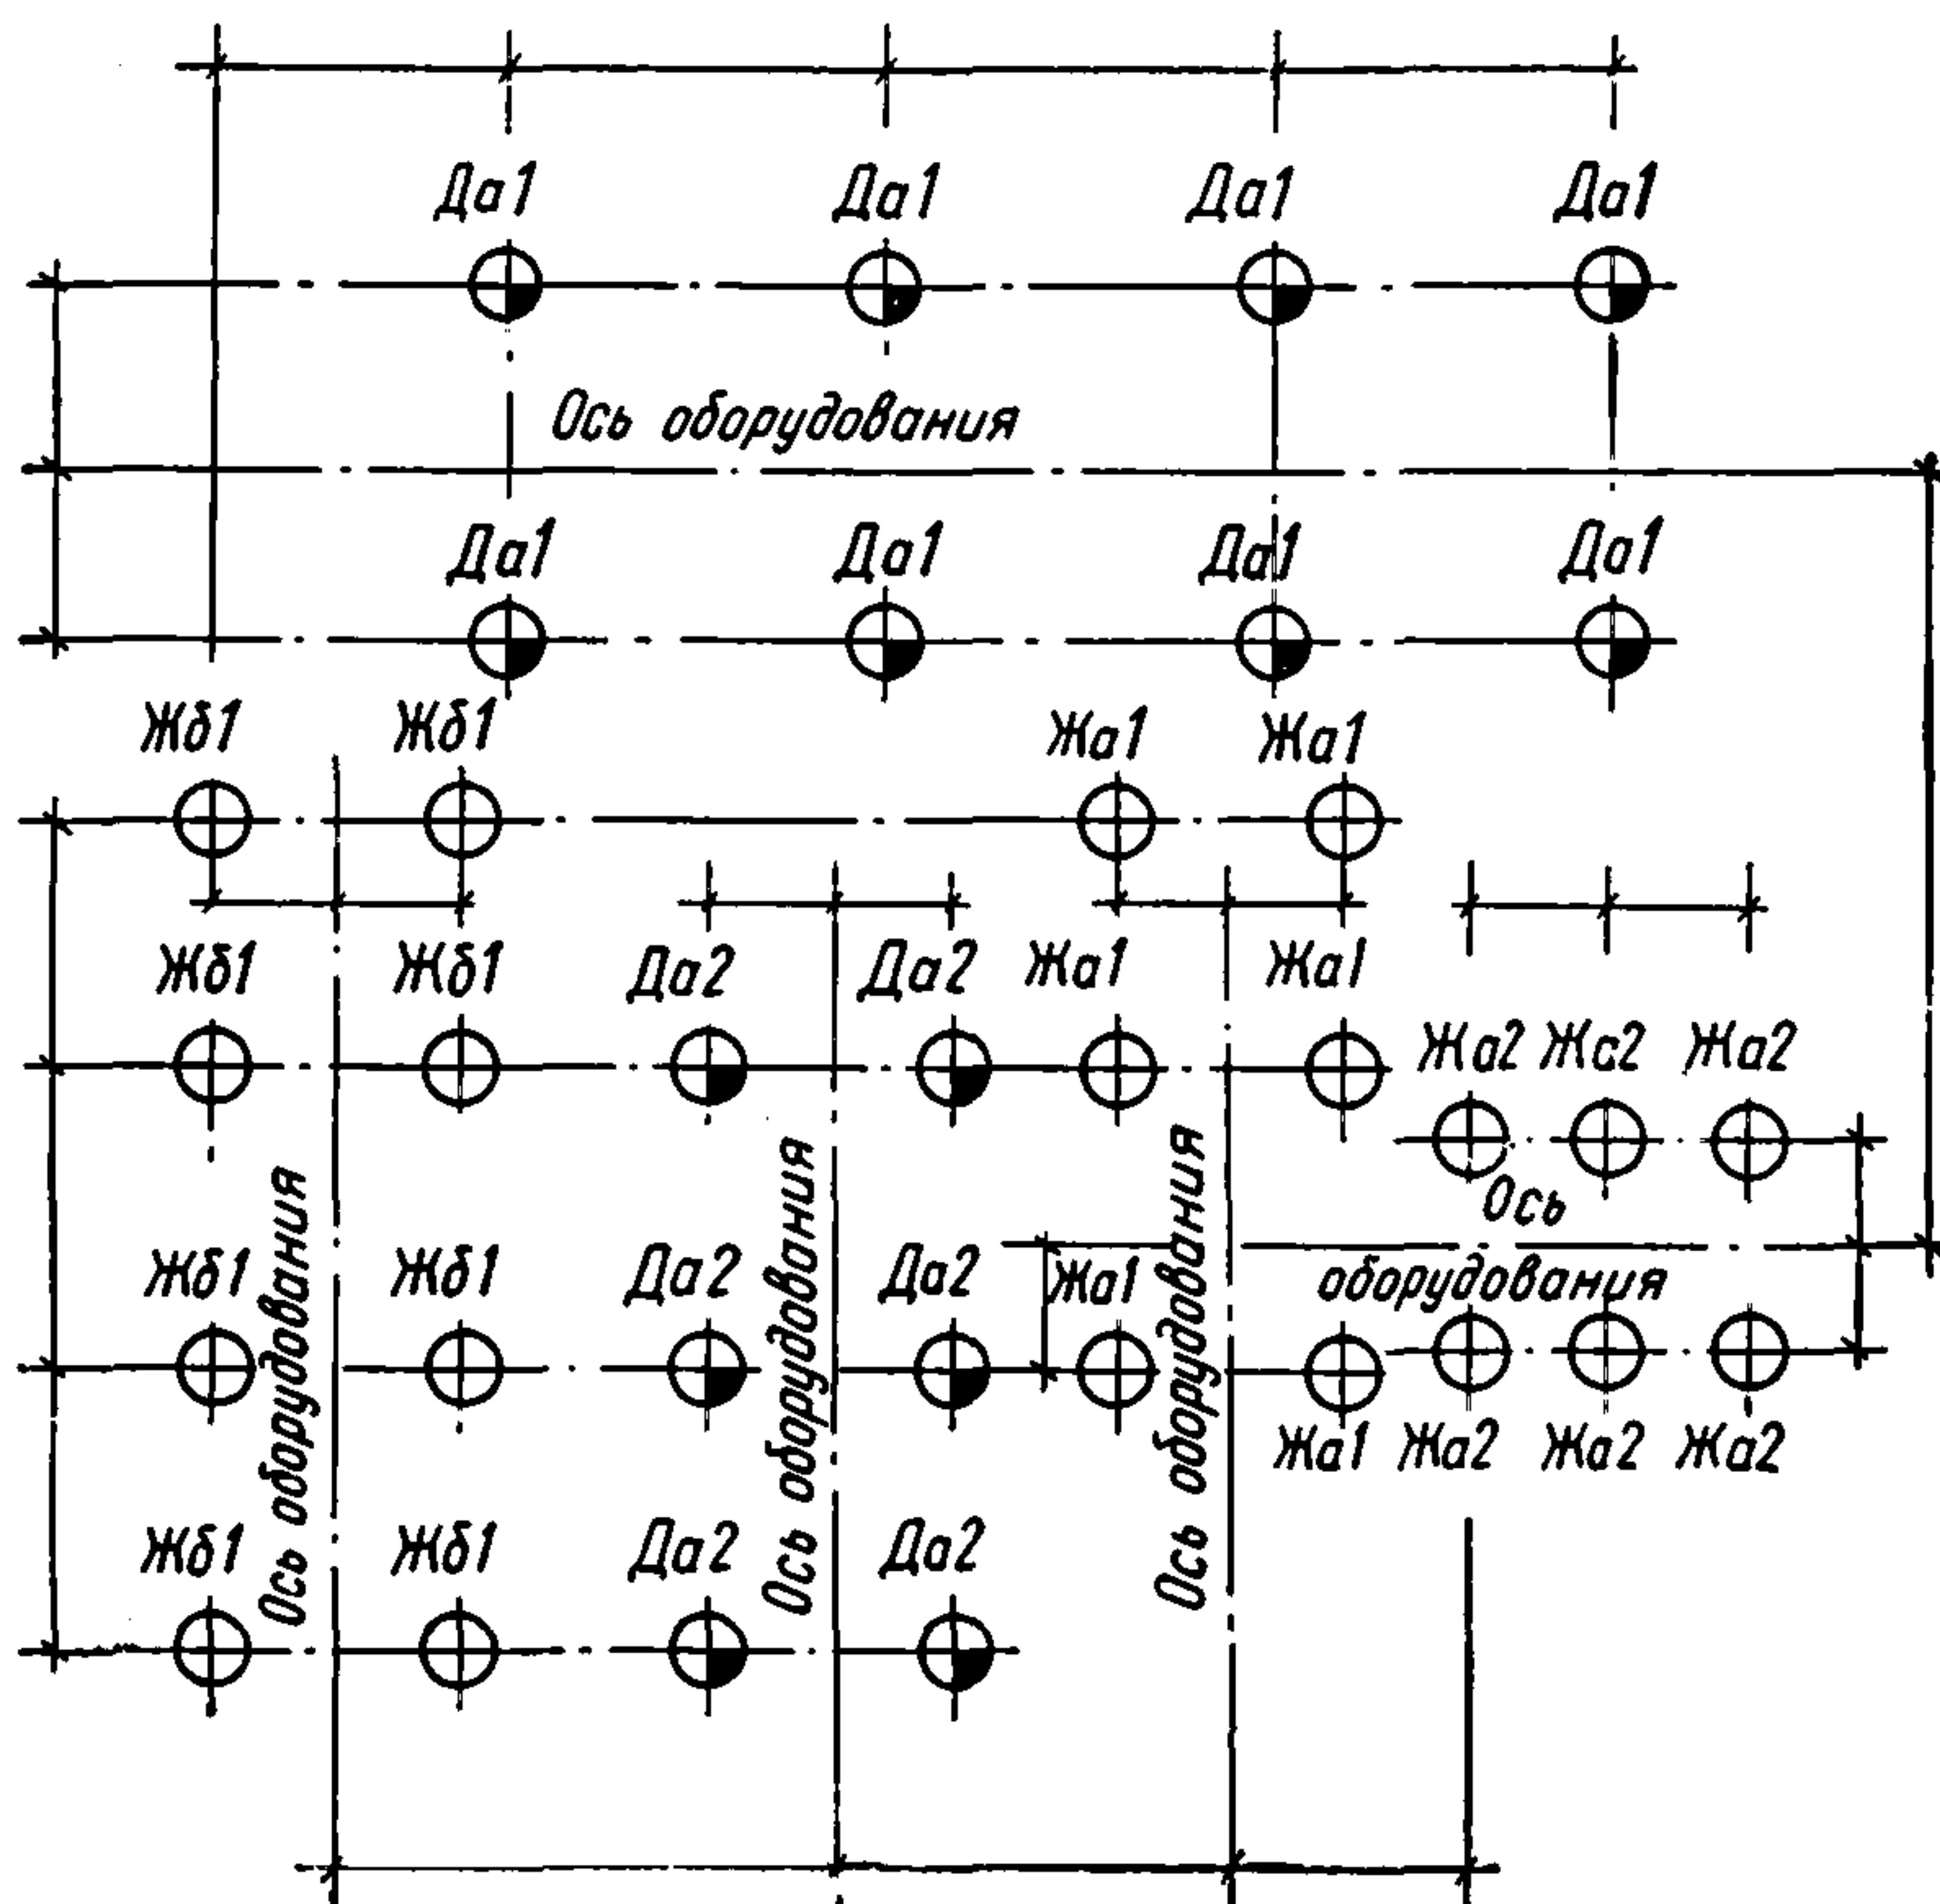 Да1 Да1 Да1 Да1
Ось оборудования
Да1 Да1 Да1 Да1
Жб1 Жб1 Жа1 Жа1
Жб1 Жб1 Да2 Да2 Жа1 Жа1
Жа2 Жа2 Жа2
Ось
оборудования
Жб1 Жб1 Да2 Да2 Жа1
Жа1 Жа2 Жа2 Жа2
Жб1 Жб1 Да2 Да2
Ось оборудования
Ось оборудования
Ось оборудования